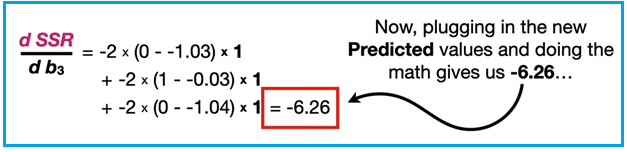 d SSR
d b₃
= -2 × (0 - -1.03) × 1
+ -2 × (1 - -0.03) × 1
+ -2 × (0 - -1.04) × 1 = -6.26
Now, plugging in the new
Predicted values and doing the
math gives us -6.26…